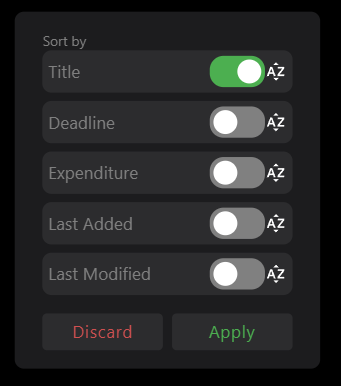 Sort by
Title AZ
Deadline AZ
Expenditure AZ
Last Added AZ
Last Modified AZ
Discard Apply